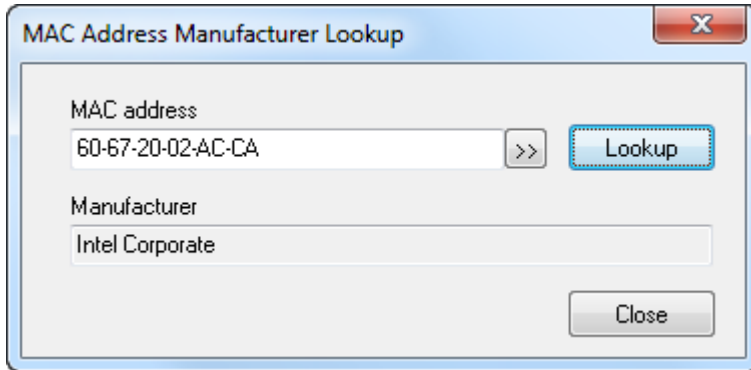 MAC Address Manufacturer Lookup
MAC address
60-67-20-02-AC-CA >> Lookup
Manufacturer
Intel Corporate
Close